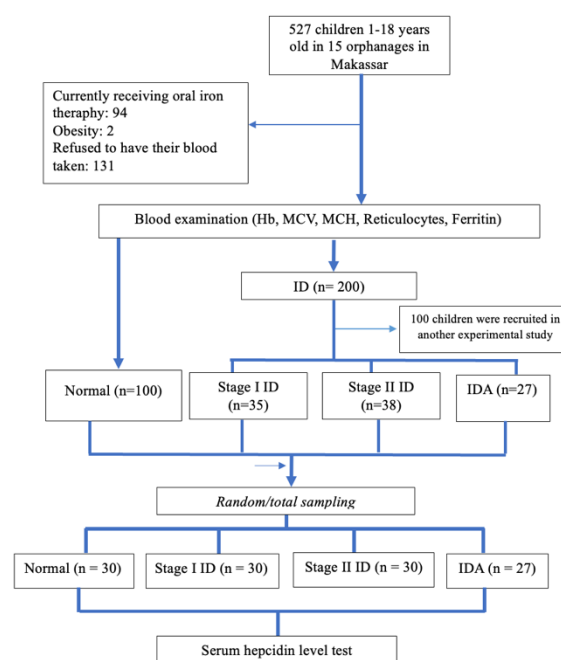 527 children 1-18 years
old in 15 orphanages in
Makassar
Currently receiving oral iron
theraphy: 94
Obesity: 2
Refused to have their blood
taken: 131
Blood examination (Hb, MCV, MCH, Reticulocytes, Ferritin)
ID (n= 200)
100 children were recruited in
another experimental study
Normal (n=100)
Stage I ID
(n=35)
Stage II ID
(n=38)
IDA (n=27)
Random/total sampling
Normal (n = 30)
Stage I ID (n = 30)
Stage II ID (n = 30)
IDA (n = 27)
Serum hepcidin level test